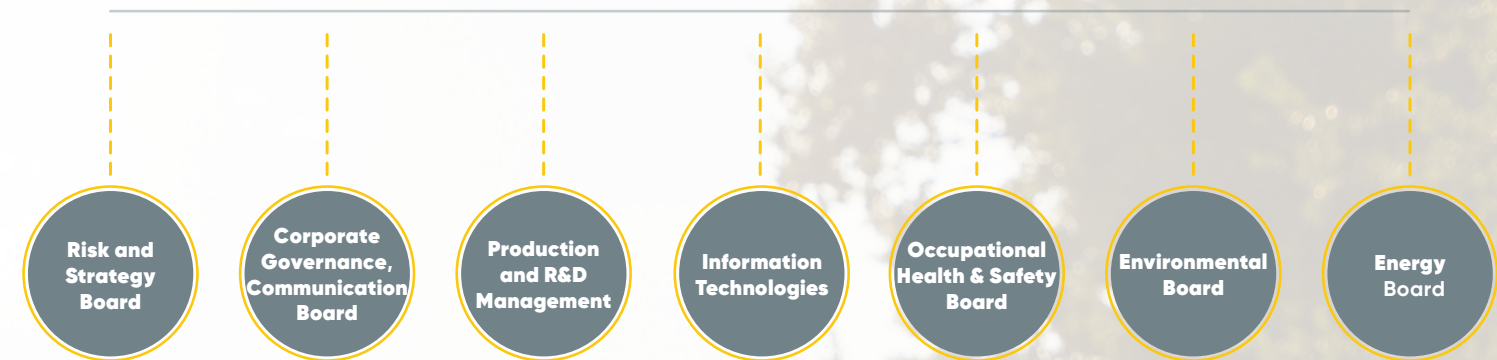 Risk and
Strategy
Board
Corporate
Governance,
Communication
Board
Production
and R&D
Management
Information
Technologies
Occupational
Health & Safety
Board
Environmental
Board
Energy
Board